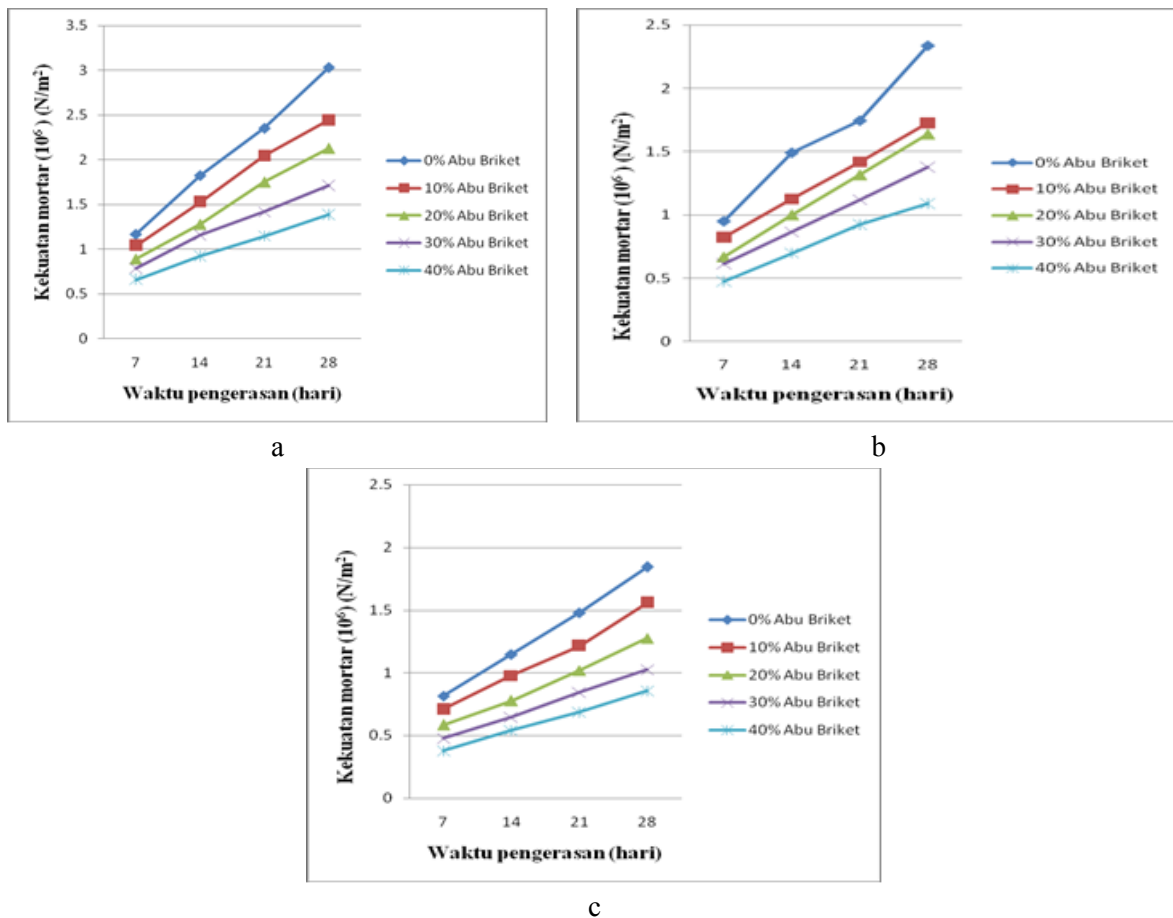 3.5
3
2.5
2
1.5
1
0.5
0
Kekuatan mortar (10⁶) (N/m²)
7 14 21 28
Waktu pengerasan (hari)
0% Abu Briket
10% Abu Briket
20% Abu Briket
30% Abu Briket
40% Abu Briket
a
2.5
2
1.5
1
0.5
0
Kekuatan mortar (10⁶) (N/m²)
7 14 21 28
Waktu pengerasan (hari)
0% Abu Briket
10% Abu Briket
20% Abu Briket
30% Abu Briket
40% Abu Briket
b
2.5
2
1.5
1
0.5
0
Kekuatan mortar (10⁶) (N/m²)
7 14 21 28
Waktu pengerasan (hari)
0% Abu Briket
10% Abu Briket
20% Abu Briket
30% Abu Briket
40% Abu Briket
c